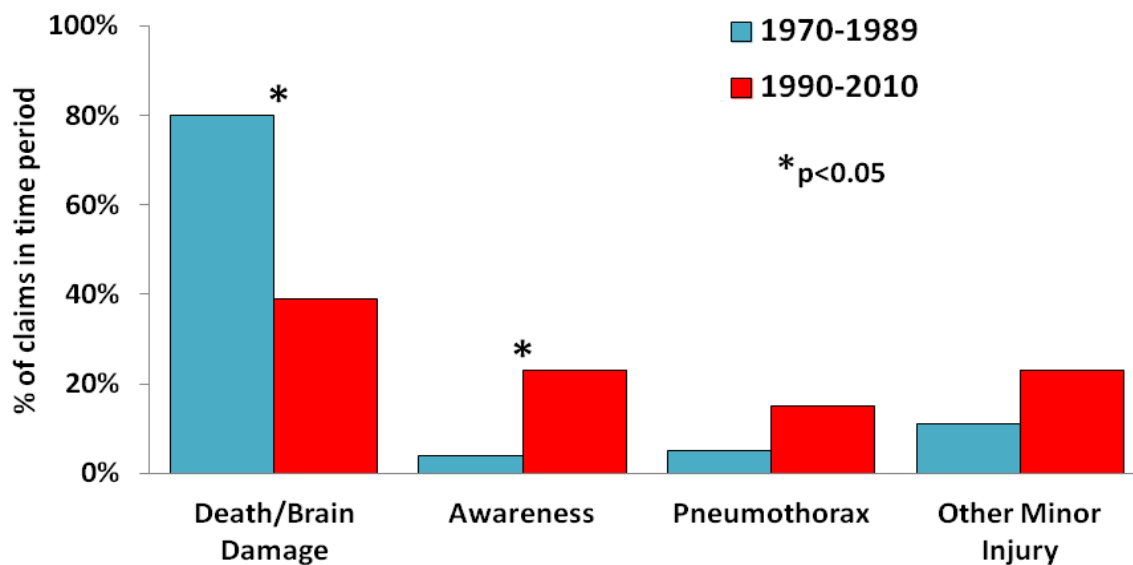 % of claims in time period
100%
80%
60%
40%
20%
0%
1970-1989
1990-2010
*p<0.05
*
*
Death/Brain
Damage
Awareness
Pneumothorax
Other Minor
Injury